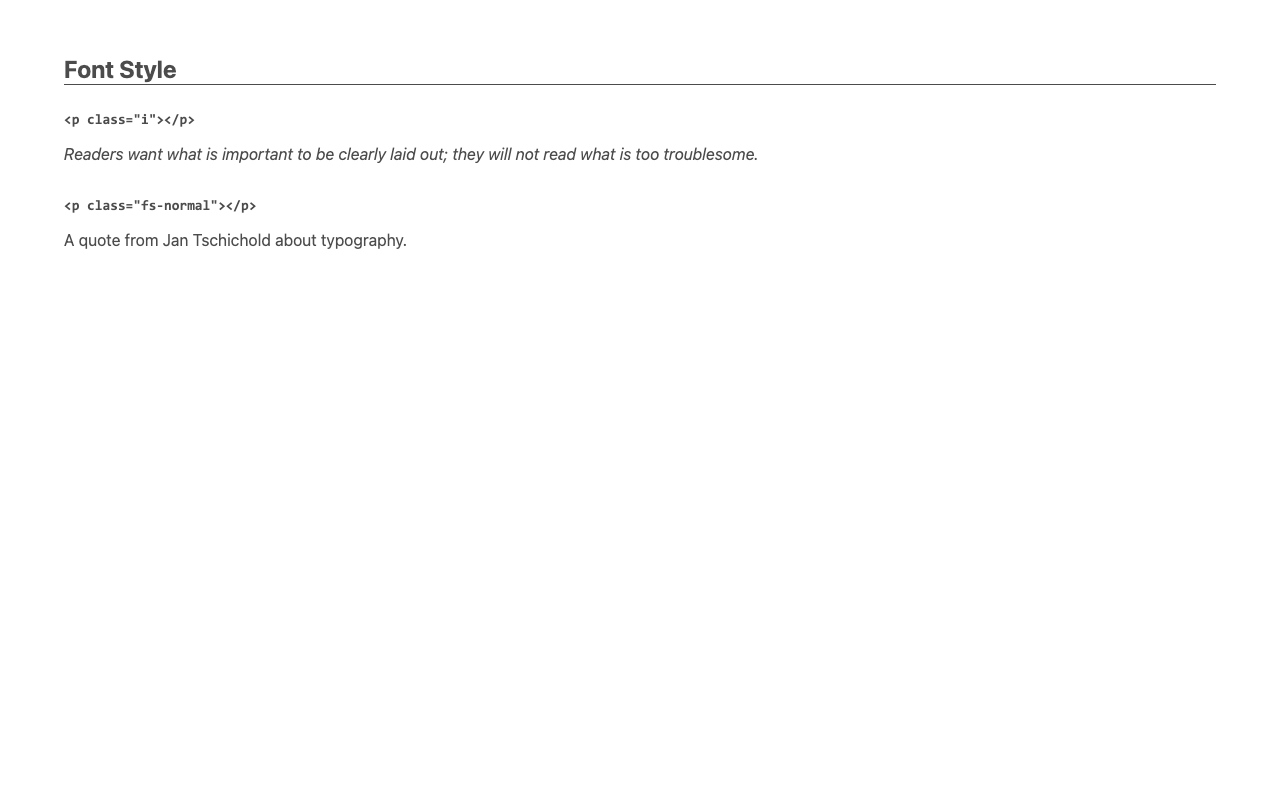 Font Style
<p class="i"></p>
Readers want what is important to be clearly laid out; they will not read what is too troublesome.
<p class="fs-normal"></p>
A quote from Jan Tschichold about typography.